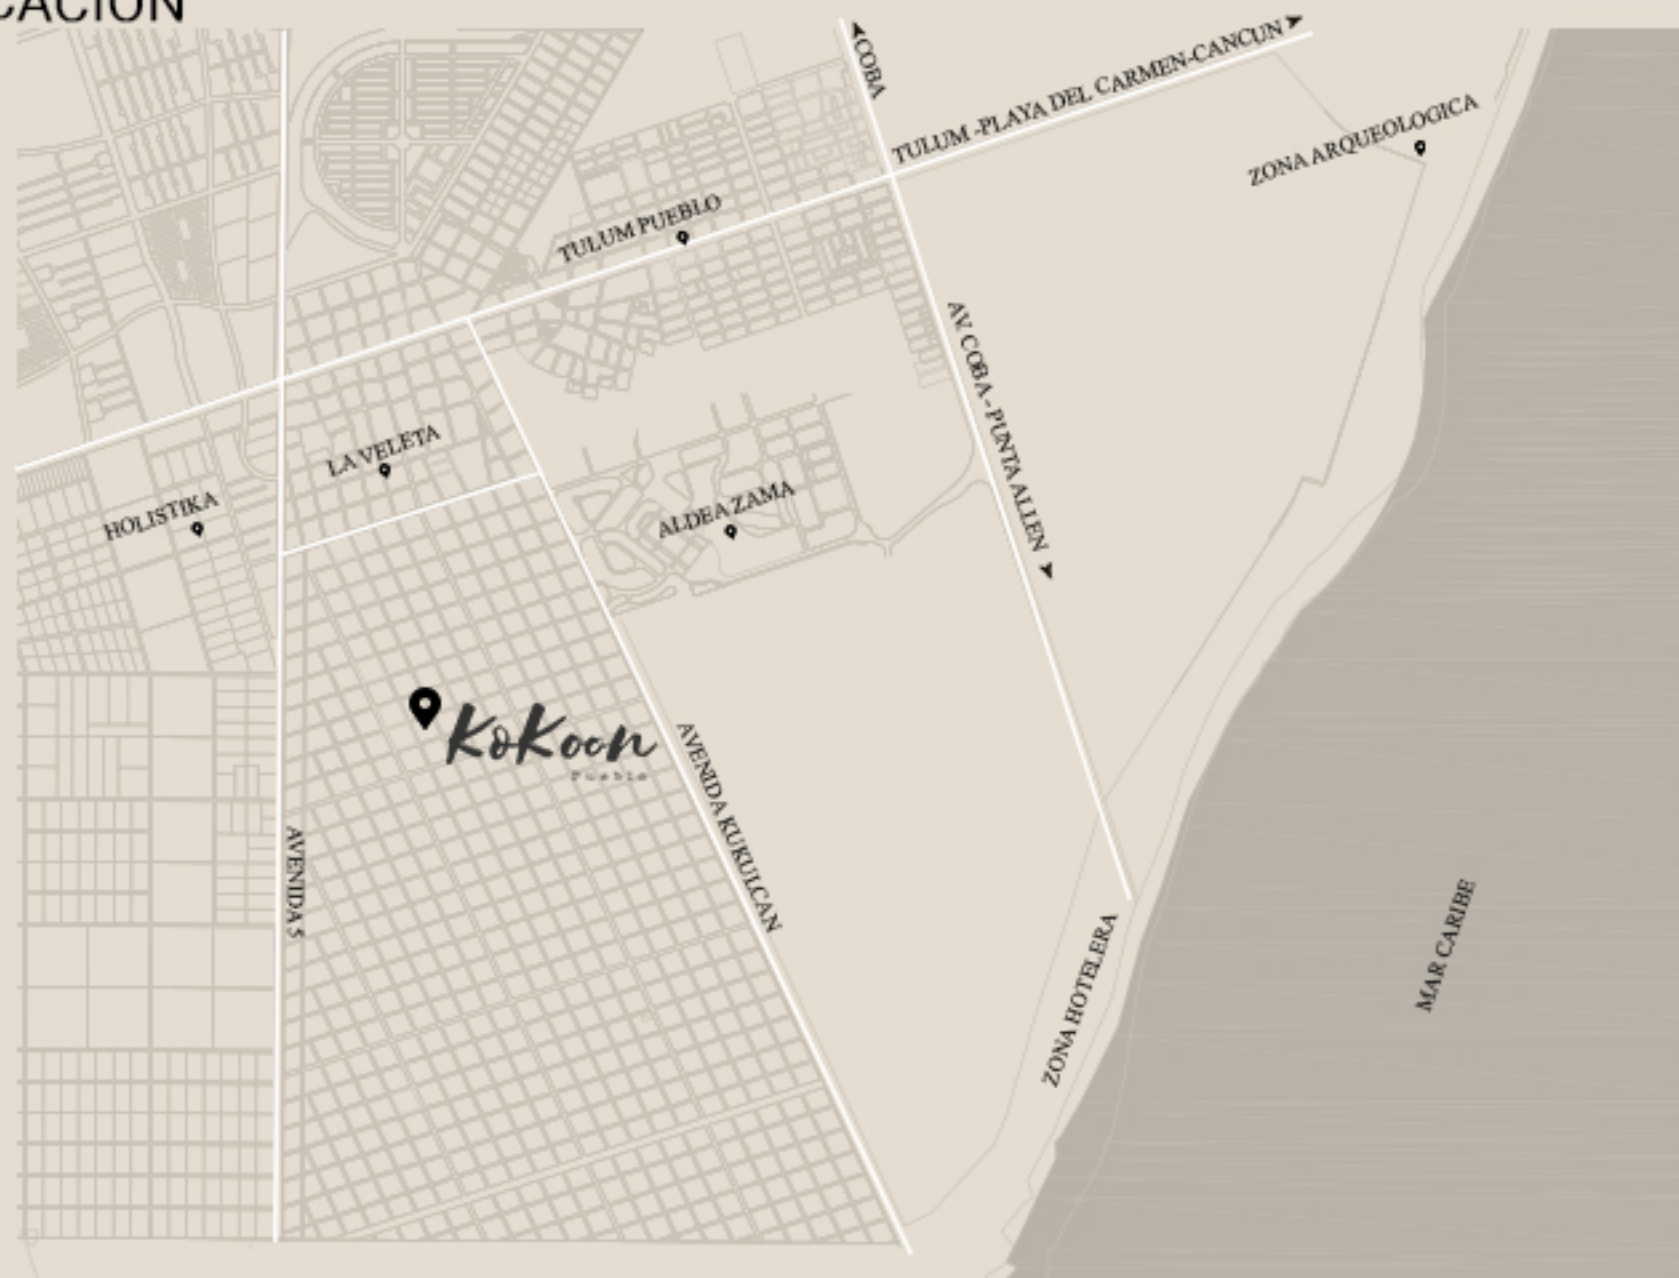 CACIÓN
COBA
TULUM -PLAYA DEL CARMEN-CANCUN
ZONA ARQUEOLOGICA
TULUM PUEBLO
AV. COBA - PUNTA ALLEN
LA VELETA
HOLISTIKA
ALDEA ZAMA
KoKoon
Pueblo
AVENIDA KUKULCAN
AVENIDA 5
ZONA HOTELERA
MAR CARIBE